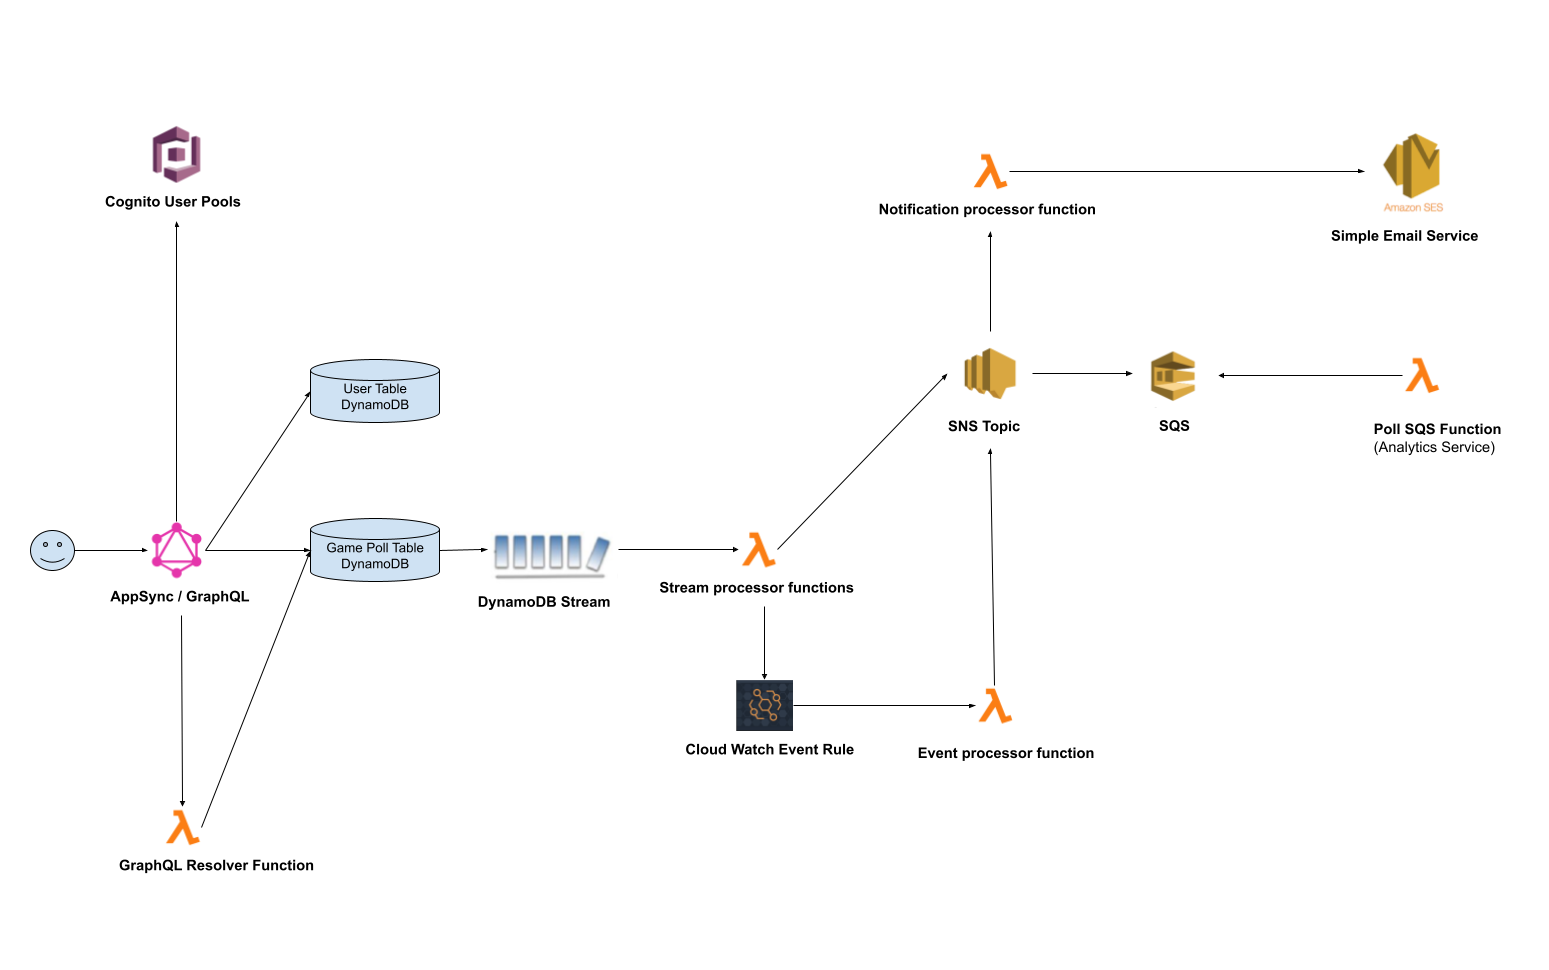 Cognito User Pools
Notification processor function
Amazon SES
Simple Email Service
User Table
DynamoDB
SNS Topic
SQS
Poll SQS Function
(Analytics Service)
Game Poll Table
DynamoDB
AppSync / GraphQL
DynamoDB Stream
Stream processor functions
Cloud Watch Event Rule
Event processor function
GraphQL Resolver Function